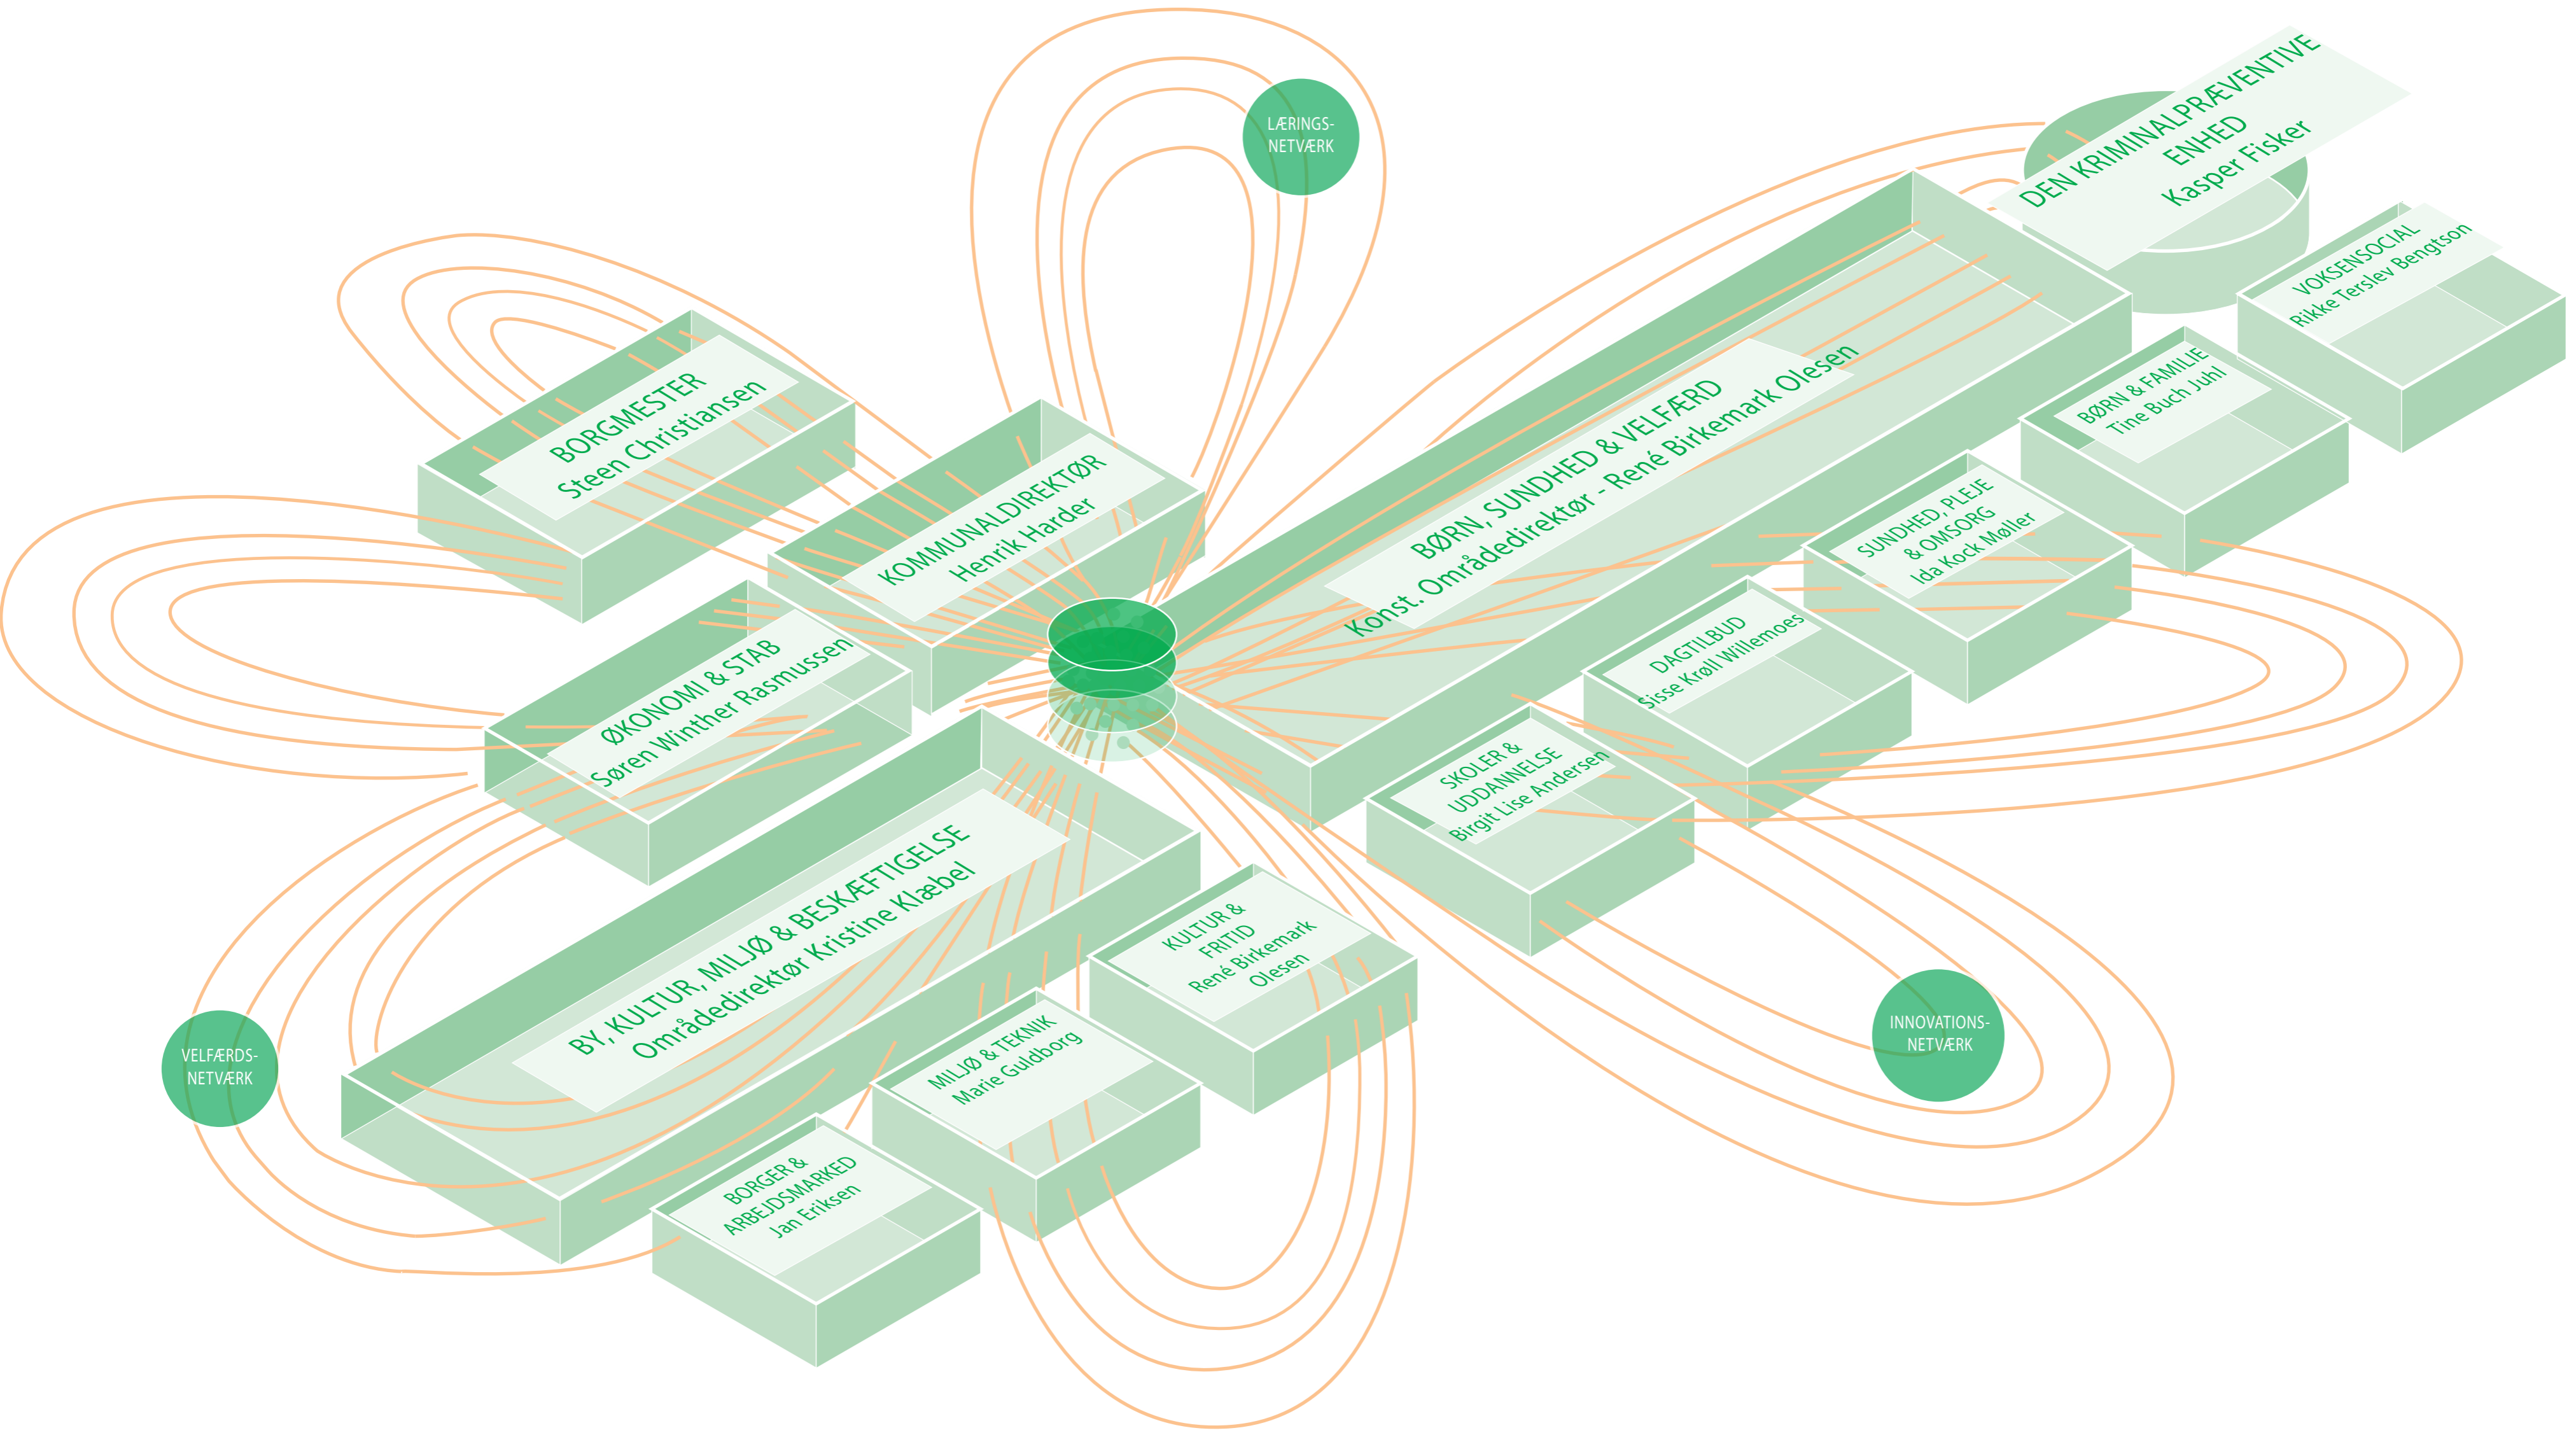 LÆRINGS-
NETVÆRK
DEN KRIMINALPRÆVENTIVE
ENHED
Kasper Fisker
VOKSENSOCIAL
Rikke Terslev Bengtson
BORGMESTER
Steen Christiansen
BØRN, SUNDHED & VELFÆRD
Konst. Områdedirektør - René Birkemark Olesen
BØRN & FAMILIE
Tine Buch Juhl
KOMMUNALDIREKTØR
Henrik Harder
SUNDHED, PLEJE
& OMSORG
Ida Kock Møller
ØKONOMI & STAB
Søren Winther Rasmussen
DAGTILBUD
Sisse Krøll Willemoes
SKOLER &
UDDANNELSE
Birgit Lise Andersen
BY, KULTUR, MILJØ & BESKÆFTIGELSE
Områdedirektør Kristine Klæbel
KULTUR &
FRITID
René Birkemark
Olesen
VELFÆRDS-
NETVÆRK
MILJØ & TEKNIK
Marie Guldborg
INNOVATIONS-
NETVÆRK
BORGER &
ARBEJDSMARKED
Jan Eriksen